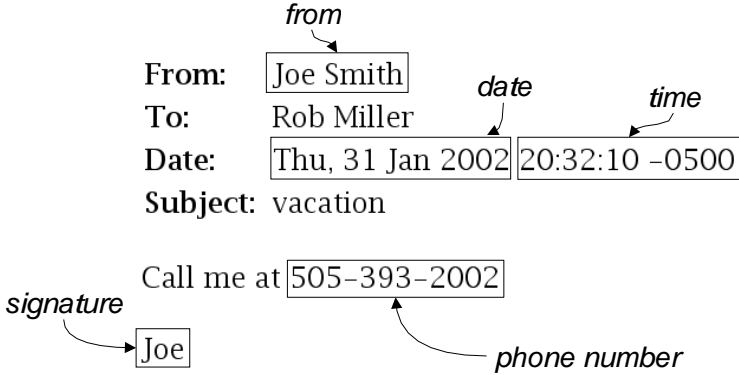 from
From: Joe Smith
date
time
To: Rob Miller
Date: Thu, 31 Jan 2002 20:32:10 -0500
Subject: vacation
Call me at 505-393-2002
signature
Joe
phone number